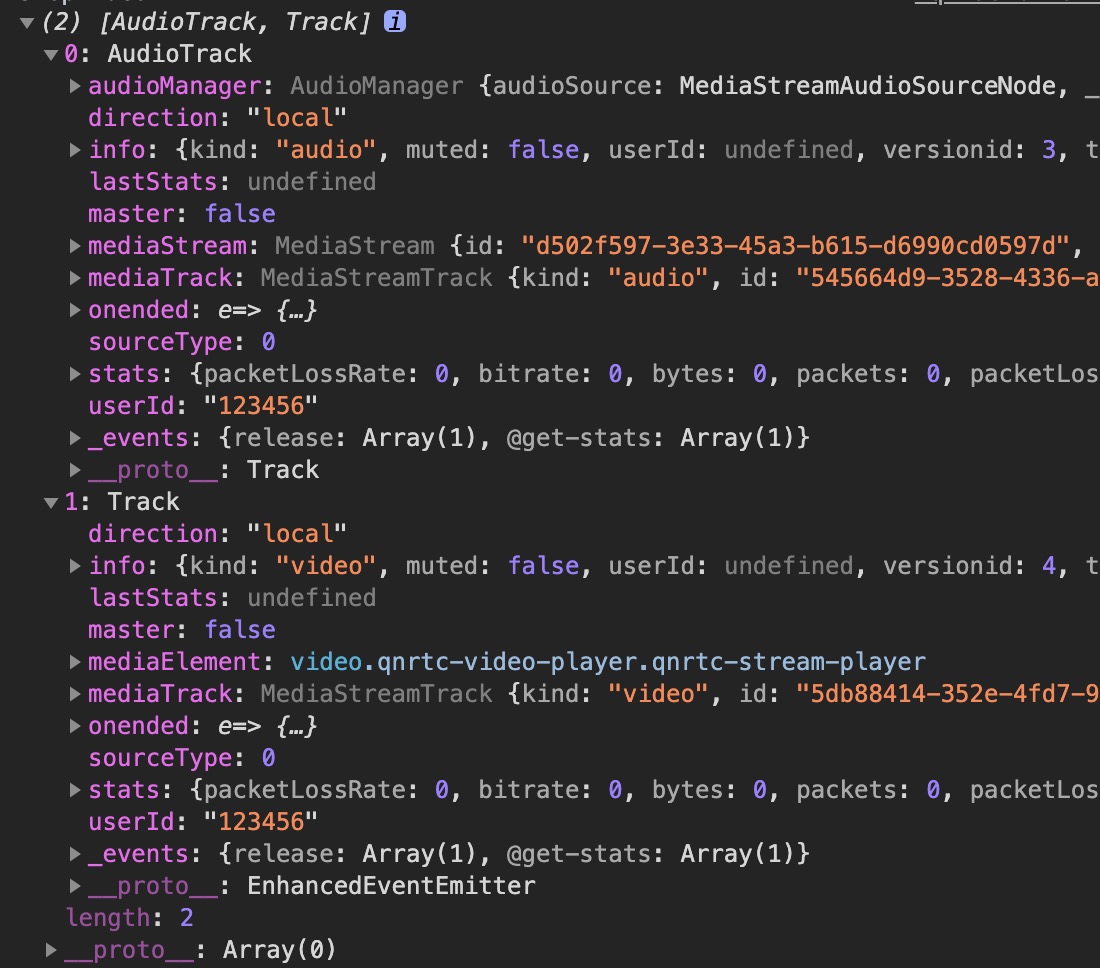 (2) [AudioTrack, Track] i
0: AudioTrack
audioManager: AudioManager {audioSource: MediaStreamAudioSourceNode, _
direction: "local"
info: {kind: "audio", muted: false, userId: undefined, versionid: 3, t
lastStats: undefined
master: false
mediaStream: MediaStream {id: "d502f597-3e33-45a3-b615-d6990cd0597d",
mediaTrack: MediaStreamTrack {kind: "audio", id: "545664d9-3528-4336-a
onended: e=> {…}
sourceType: 0
stats: {packetLossRate: 0, bitrate: 0, bytes: 0, packets: 0, packetLos
userId: "123456"
_events: {release: Array(1), @get-stats: Array(1)}
__proto__: Track
1: Track
direction: "local"
info: {kind: "video", muted: false, userId: undefined, versionid: 4, t
lastStats: undefined
master: false
mediaElement: video.qnrtc-video-player.qnrtc-stream-player
mediaTrack: MediaStreamTrack {kind: "video", id: "5db88414-352e-4fd7-9
onended: e=> {…}
sourceType: 0
stats: {packetLossRate: 0, bitrate: 0, bytes: 0, packets: 0, packetLos
userId: "123456"
_events: {release: Array(1), @get-stats: Array(1)}
__proto__: EnhancedEventEmitter
length: 2
__proto__: Array(0)